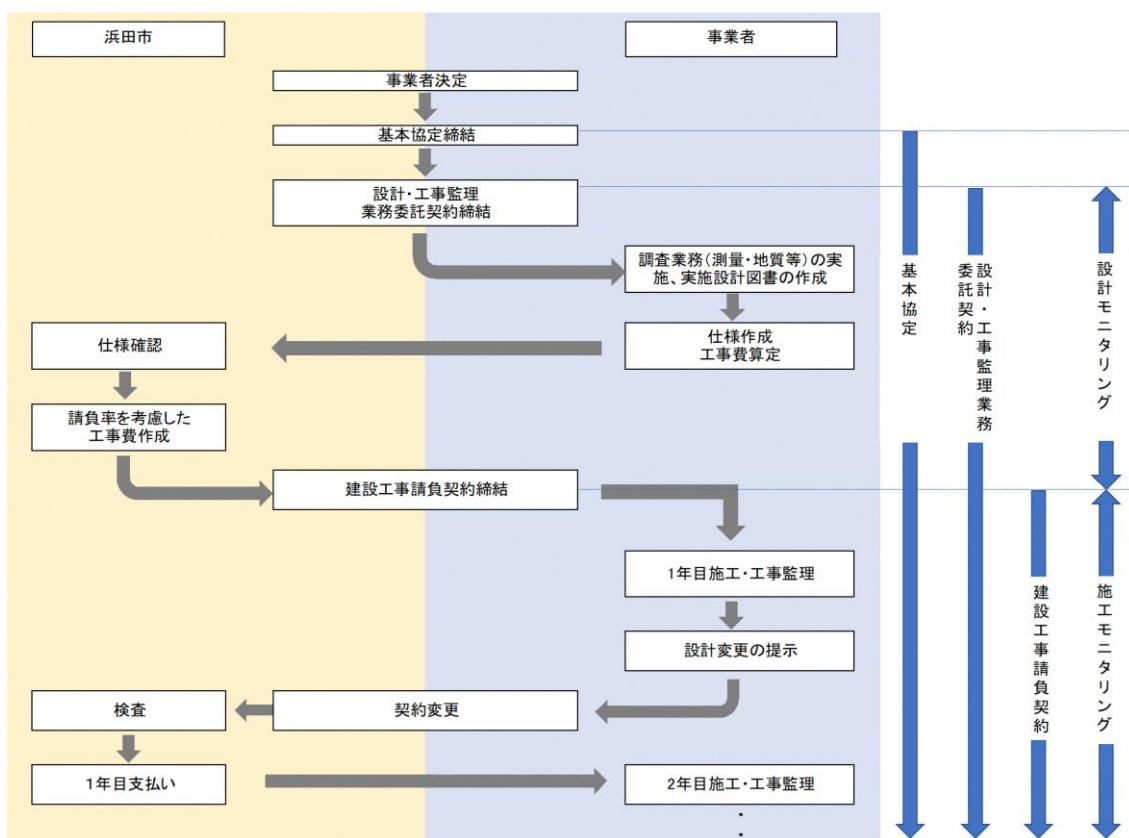 浜田市
事業者
事業者決定
基本協定締結
設計・工事監理
業務委託契約締結
調査業務(測量・地質等)の実
施、実施設計図書の作成
仕様作成
工事費算定
仕様確認
請負率を考慮した
工事費作成
建設工事請負契約締結
1年目施工・工事監理
設計変更の提示
契約変更
検査
1年目支払い
2年目施工・工事監理
基本協定
設計・工事監理業務
委託契約
設計モニタリング
建設工事請負契約
施工モニタリング